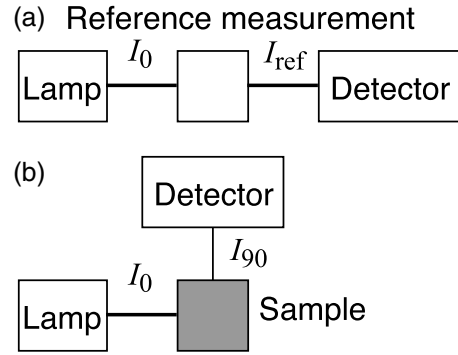 (a) Reference measurement
I0 Iref
Lamp Detector
(b)
Detector
I90
I0
Sample
Lamp